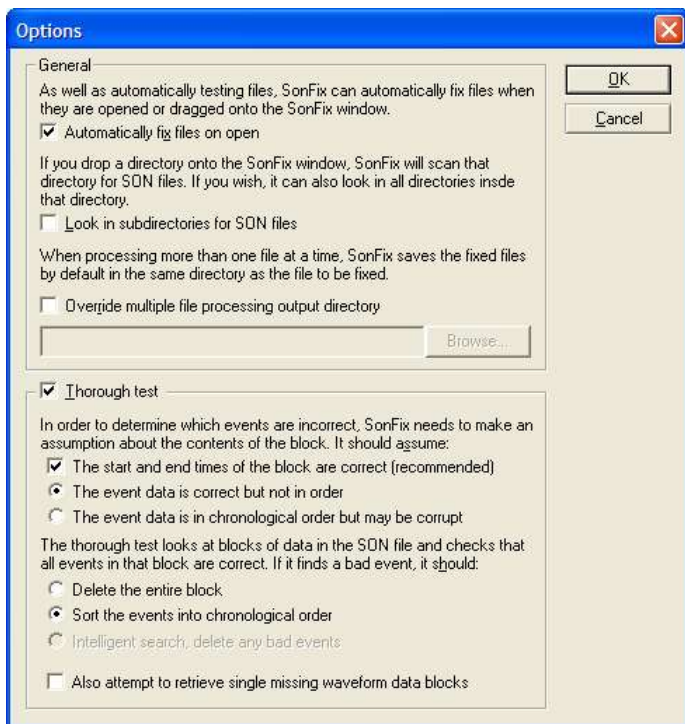 Options
General
As well as automatically testing files, SonFix can automatically fix files when
they are opened or dragged onto the SonFix window.
Automatically fix files on open
If you drop a directory onto the SonFix window, SonFix will scan that
directory for SON files. If you wish, it can also look in all directories insde
that directory.
Look in subdirectories for SON files
When processing more than one file at a time, SonFix saves the fixed files
by default in the same directory as the file to be fixed.
Override multiple file processing output directory
Browse...
OK
Cancel
Thorough test
In order to determine which events are incorrect, SonFix needs to make an
assumption about the contents of the block. It should assume:
The start and end times of the block are correct (recommended)
The event data is correct but not in order
The event data is in chronological order but may be corrupt
The thorough test looks at blocks of data in the SON file and checks that
all events in that block are correct. If it finds a bad event, it should:
Delete the entire block
Sort the events into chronological order
Intelligent search, delete any bad events
Also attempt to retrieve single missing waveform data blocks